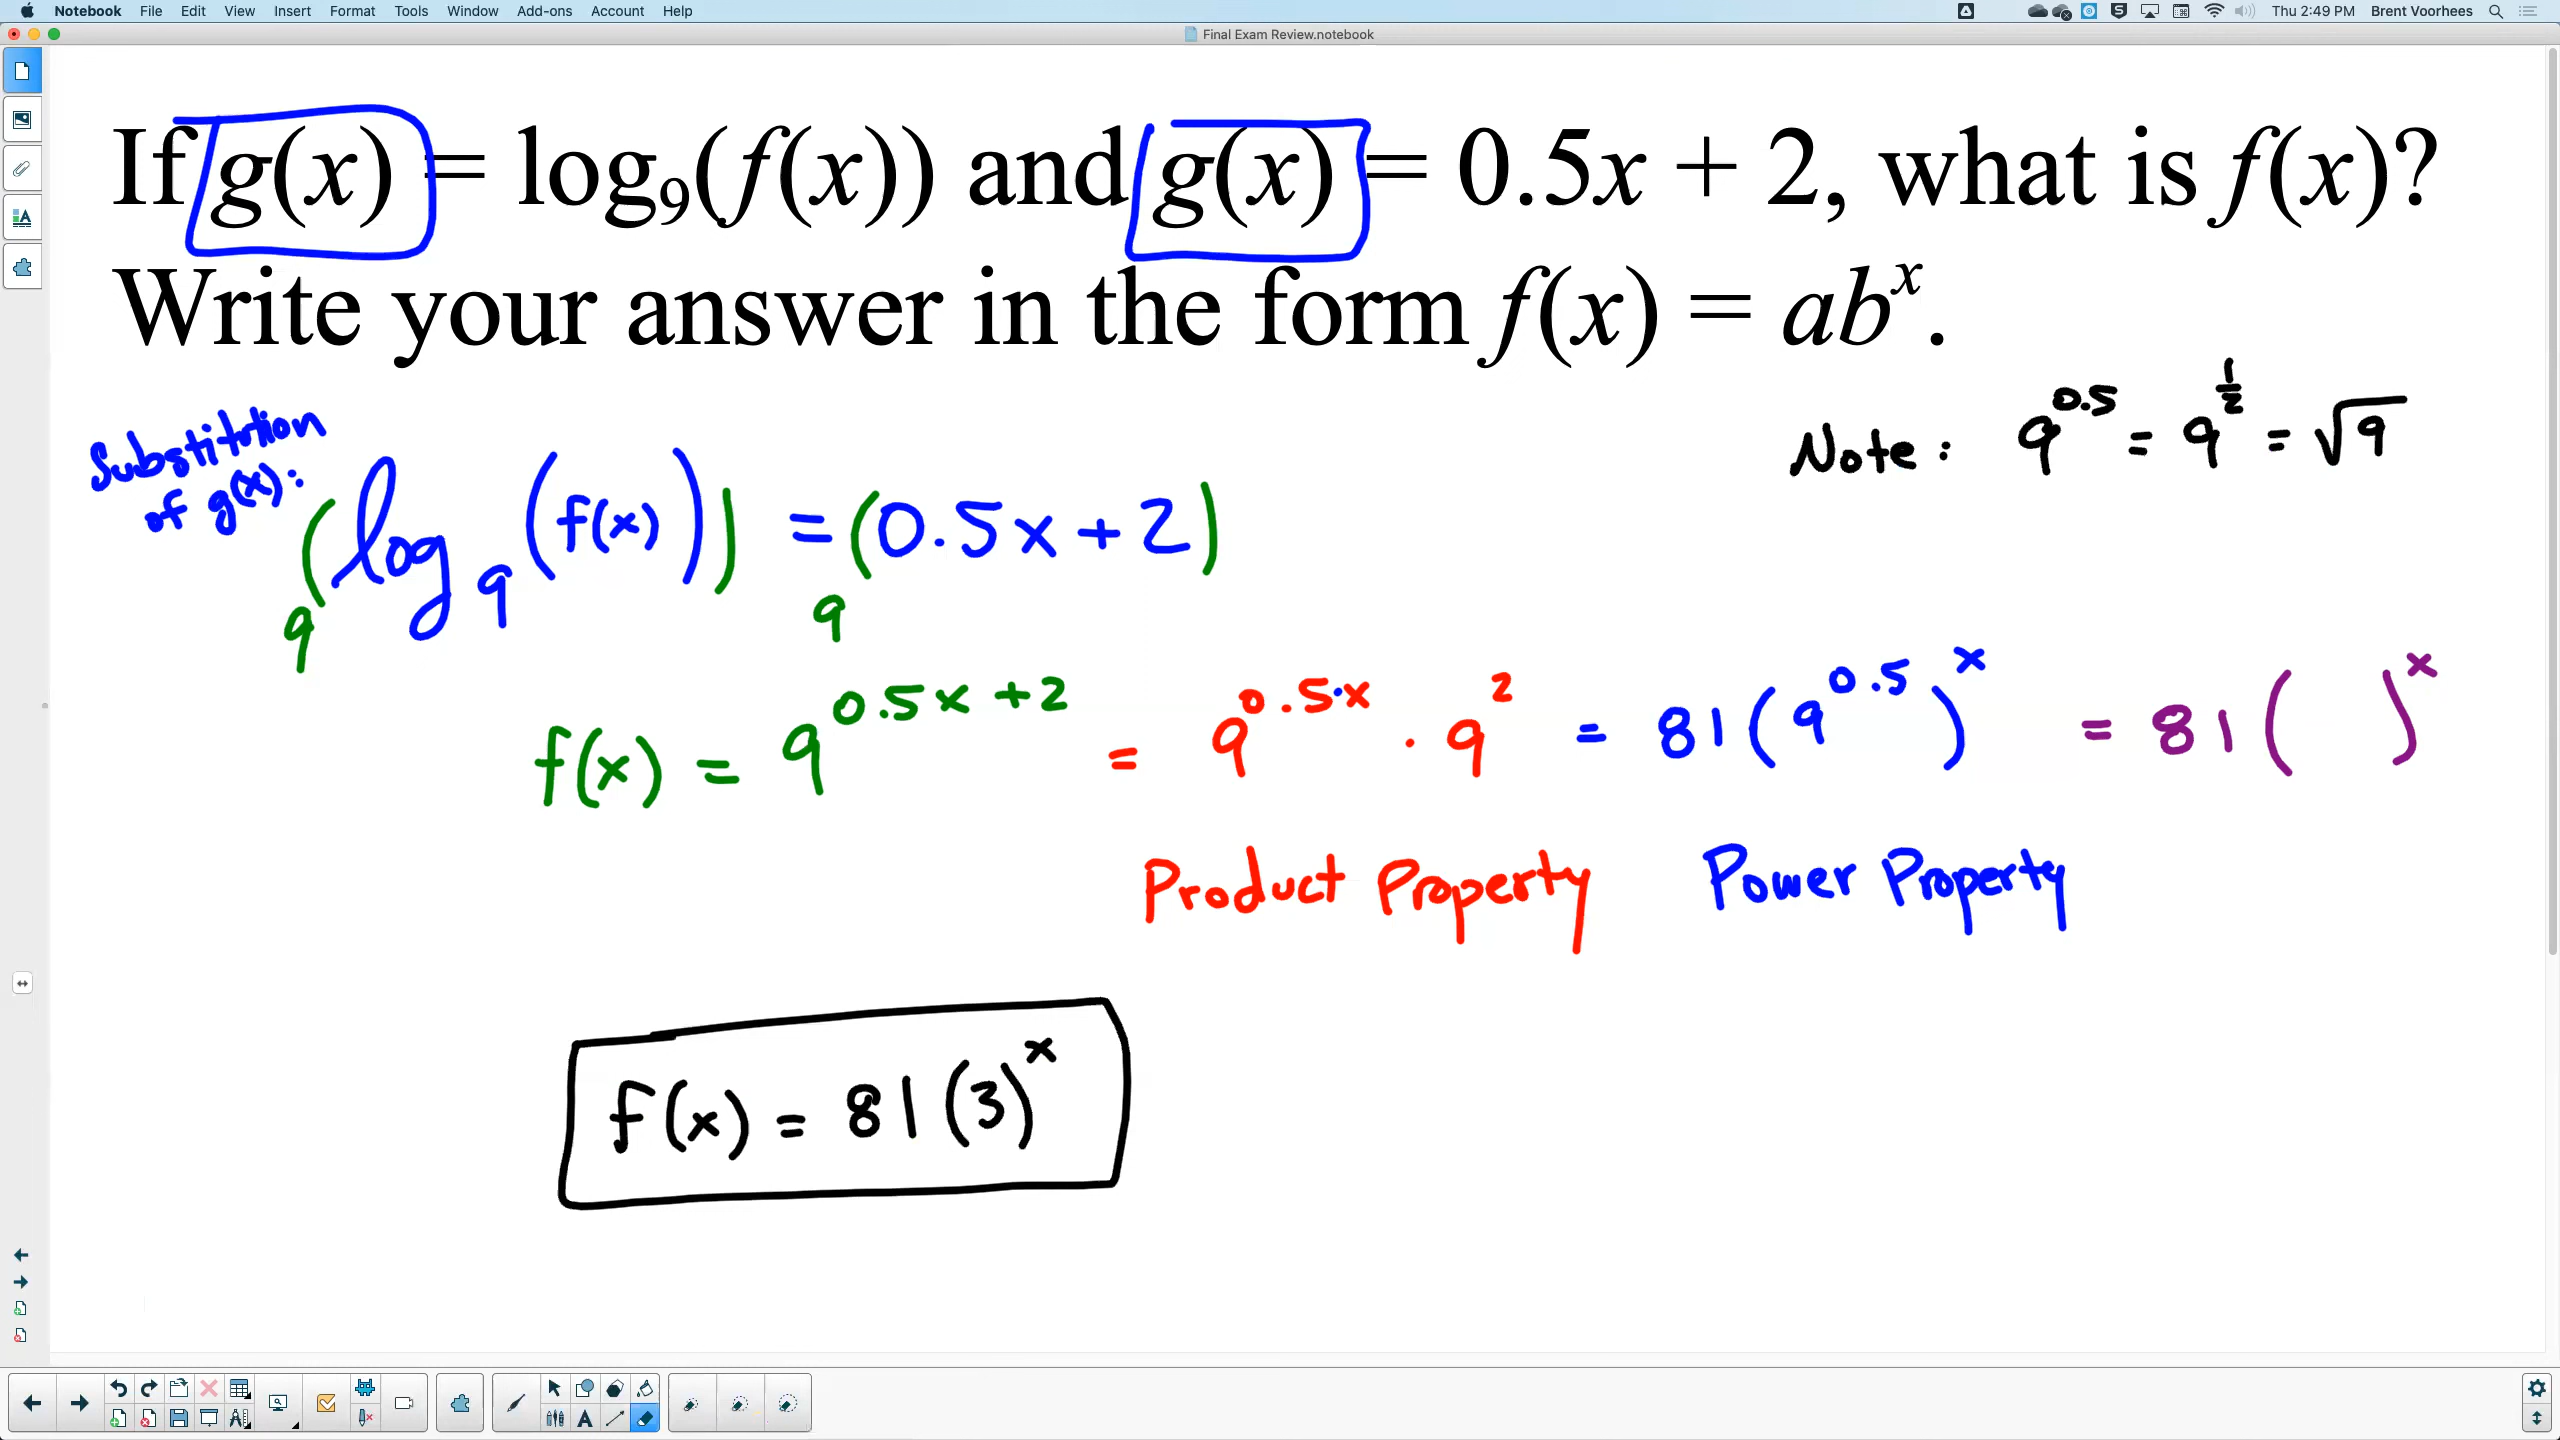 Notebook File Edit View Insert Format Tools Window Add-ons Account Help Thu 2:49 PM Brent Voorhees
Final Exam Review.notebook
If g(x) = log₉(f(x)) and g(x) = 0.5x + 2, what is f(x)?
Write your answer in the form f(x) = abˣ.
Note: 9^0.5 = 9^(1/2) = √9
Substitution
of g(x):
9^(log₉(f(x))) = 9^(0.5x+2)
f(x) = 9^(0.5x+2) = 9^(0.5·x) · 9² = 81(9^0.5)^x = 81( )^x
Product Property Power Property
f(x) = 81(3)^x